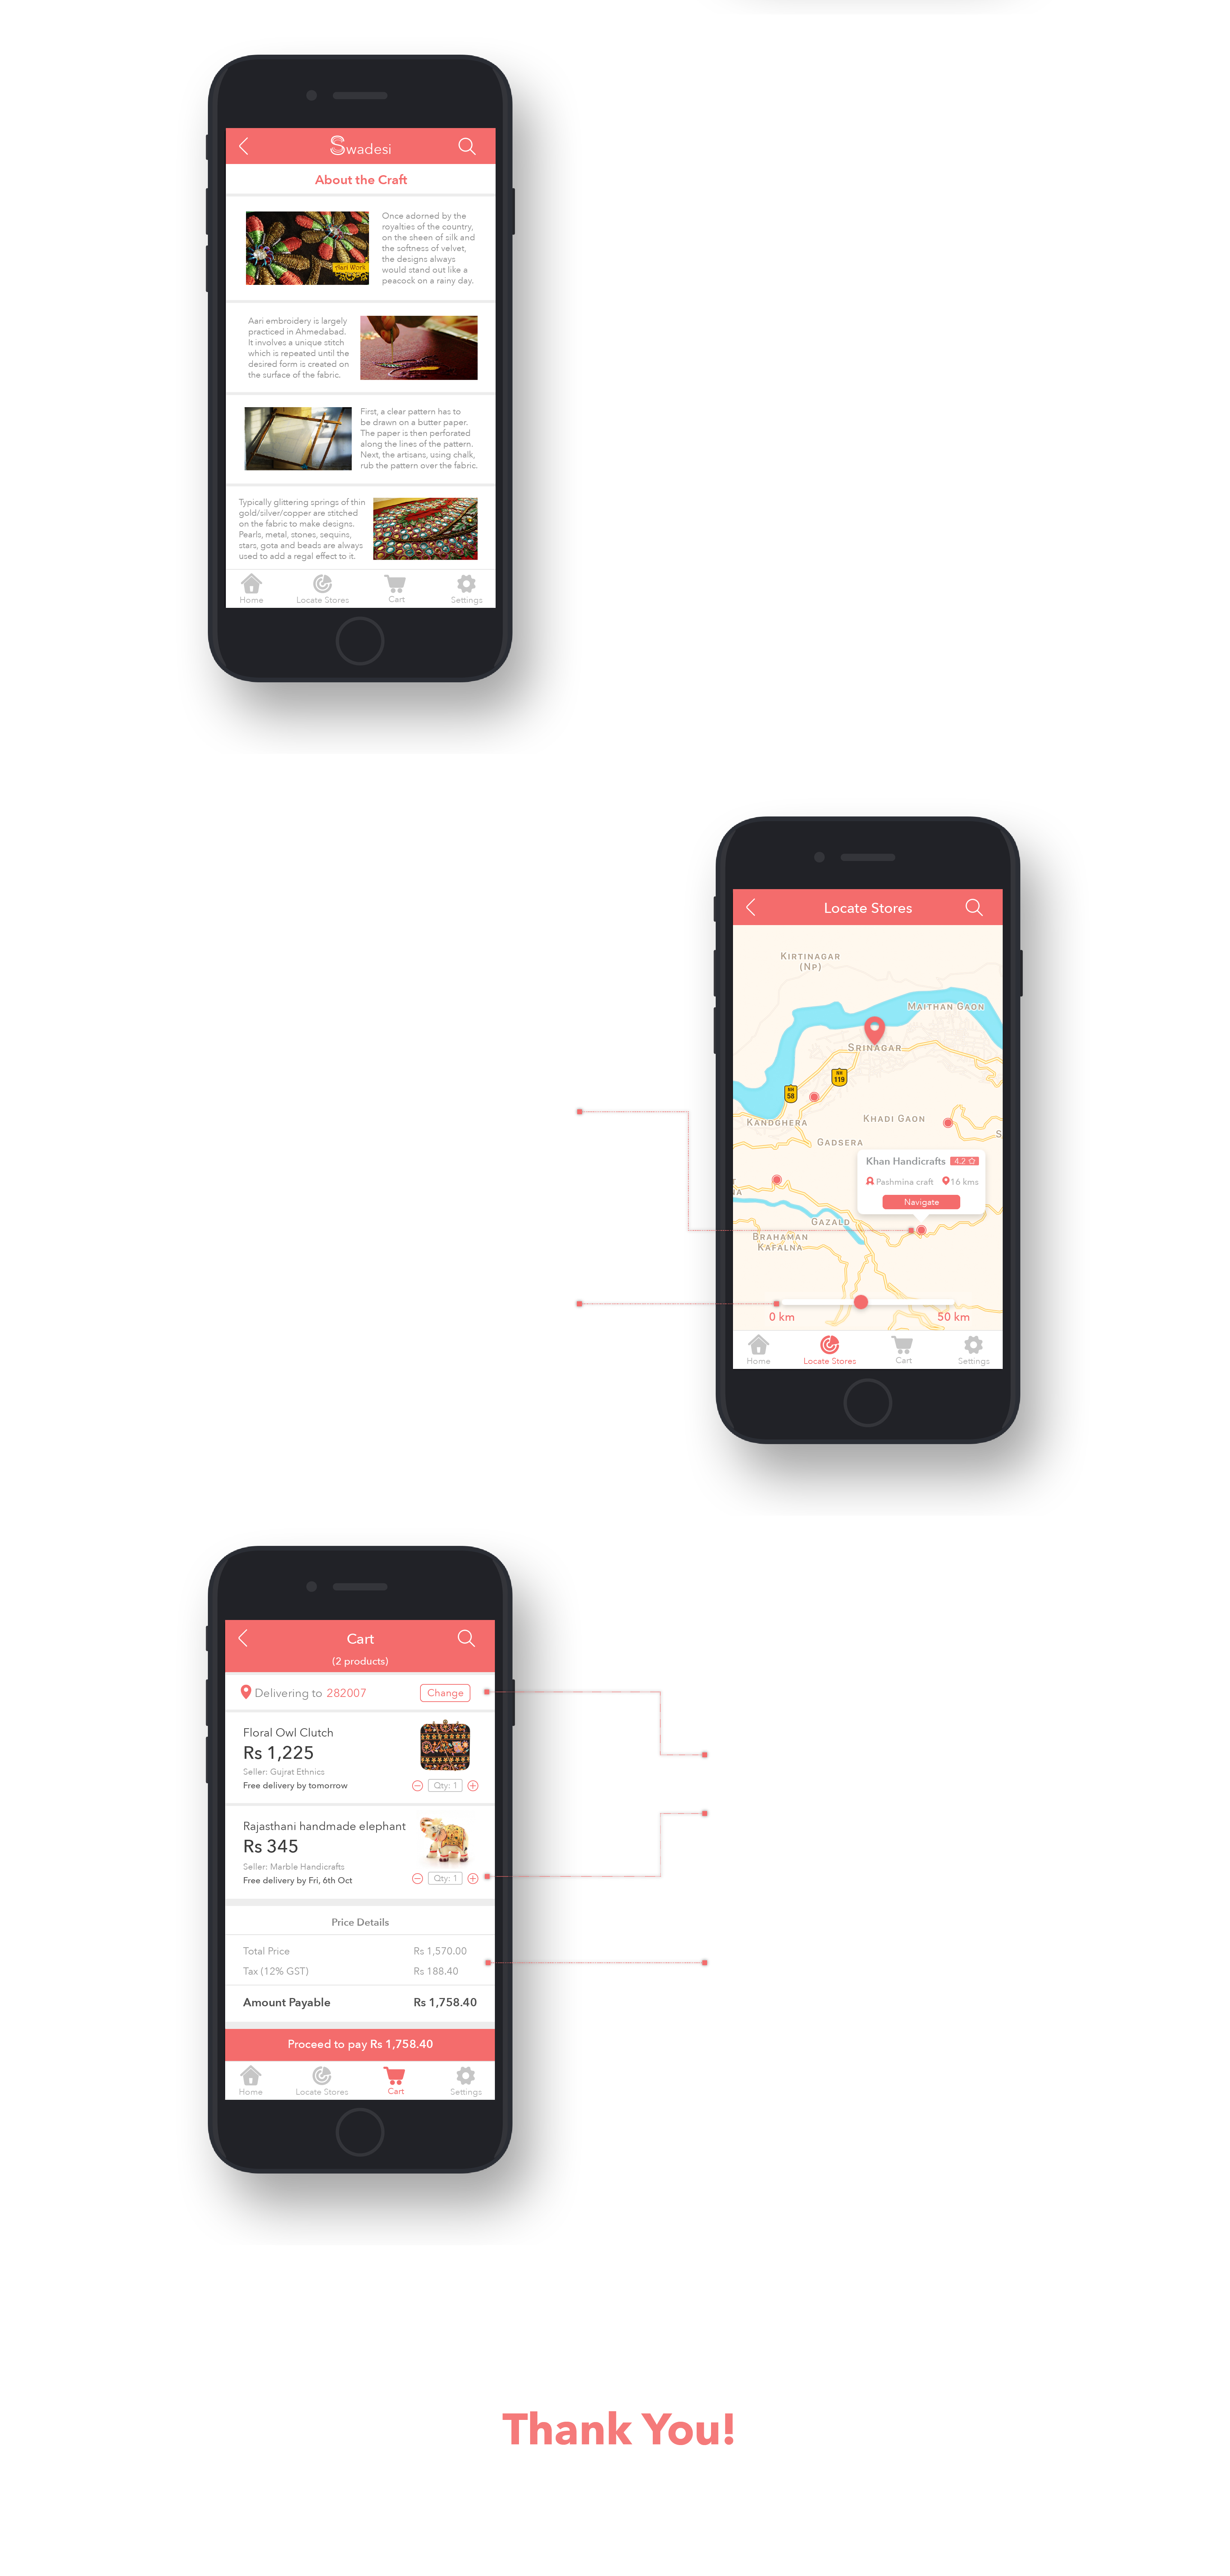 Swadesi
About the Craft
Once adorned by the
royalties of the country,
on the sheen of silk and
the softness of velvet,
the designs always
would stand out like a
peacock on a rainy day.
Aari Work
Aari embroidery is largely
practiced in Ahmedabad.
It involves a unique stitch
which is repeated until the
desired form is created on
the surface of the fabric.
First, a clear pattern has to
be drawn on a butter paper.
The paper is then perforated
along the lines of the pattern.
Next, the artisans, using chalk,
rub the pattern over the fabric.
Typically glittering springs of thin
gold/silver/copper are stitched
on the fabric to make designs.
Pearls, metal, stones, sequins,
stars, gota and beads are always
used to add a regal effect to it.
Home Locate Stores Cart Settings
Locate Stores
KIRTINAGAR
(NP)
MAITHAN GAON
SRINAGAR
NH
119
NH
58
KHADI GAON
KANDGHERA
S
GADSERA
Khan Handicrafts 4.2
Pashmina craft 16 kms
Navigate
GAZALD
BRAHAMAN
KAFALNA
0 km 50 km
Home Locate Stores Cart Settings
Cart
(2 products)
Delivering to 282007 Change
Floral Owl Clutch
Rs 1,225
Seller: Gujrat Ethnics
Free delivery by tomorrow
Qty: 1
Rajasthani handmade elephant
Rs 345
Seller: Marble Handicrafts
Free delivery by Fri, 6th Oct
Qty: 1
Price Details
Total Price Rs 1,570.00
Tax (12% GST) Rs 188.40
Amount Payable Rs 1,758.40
Proceed to pay Rs 1,758.40
Home Locate Stores Cart Settings
Thank You!